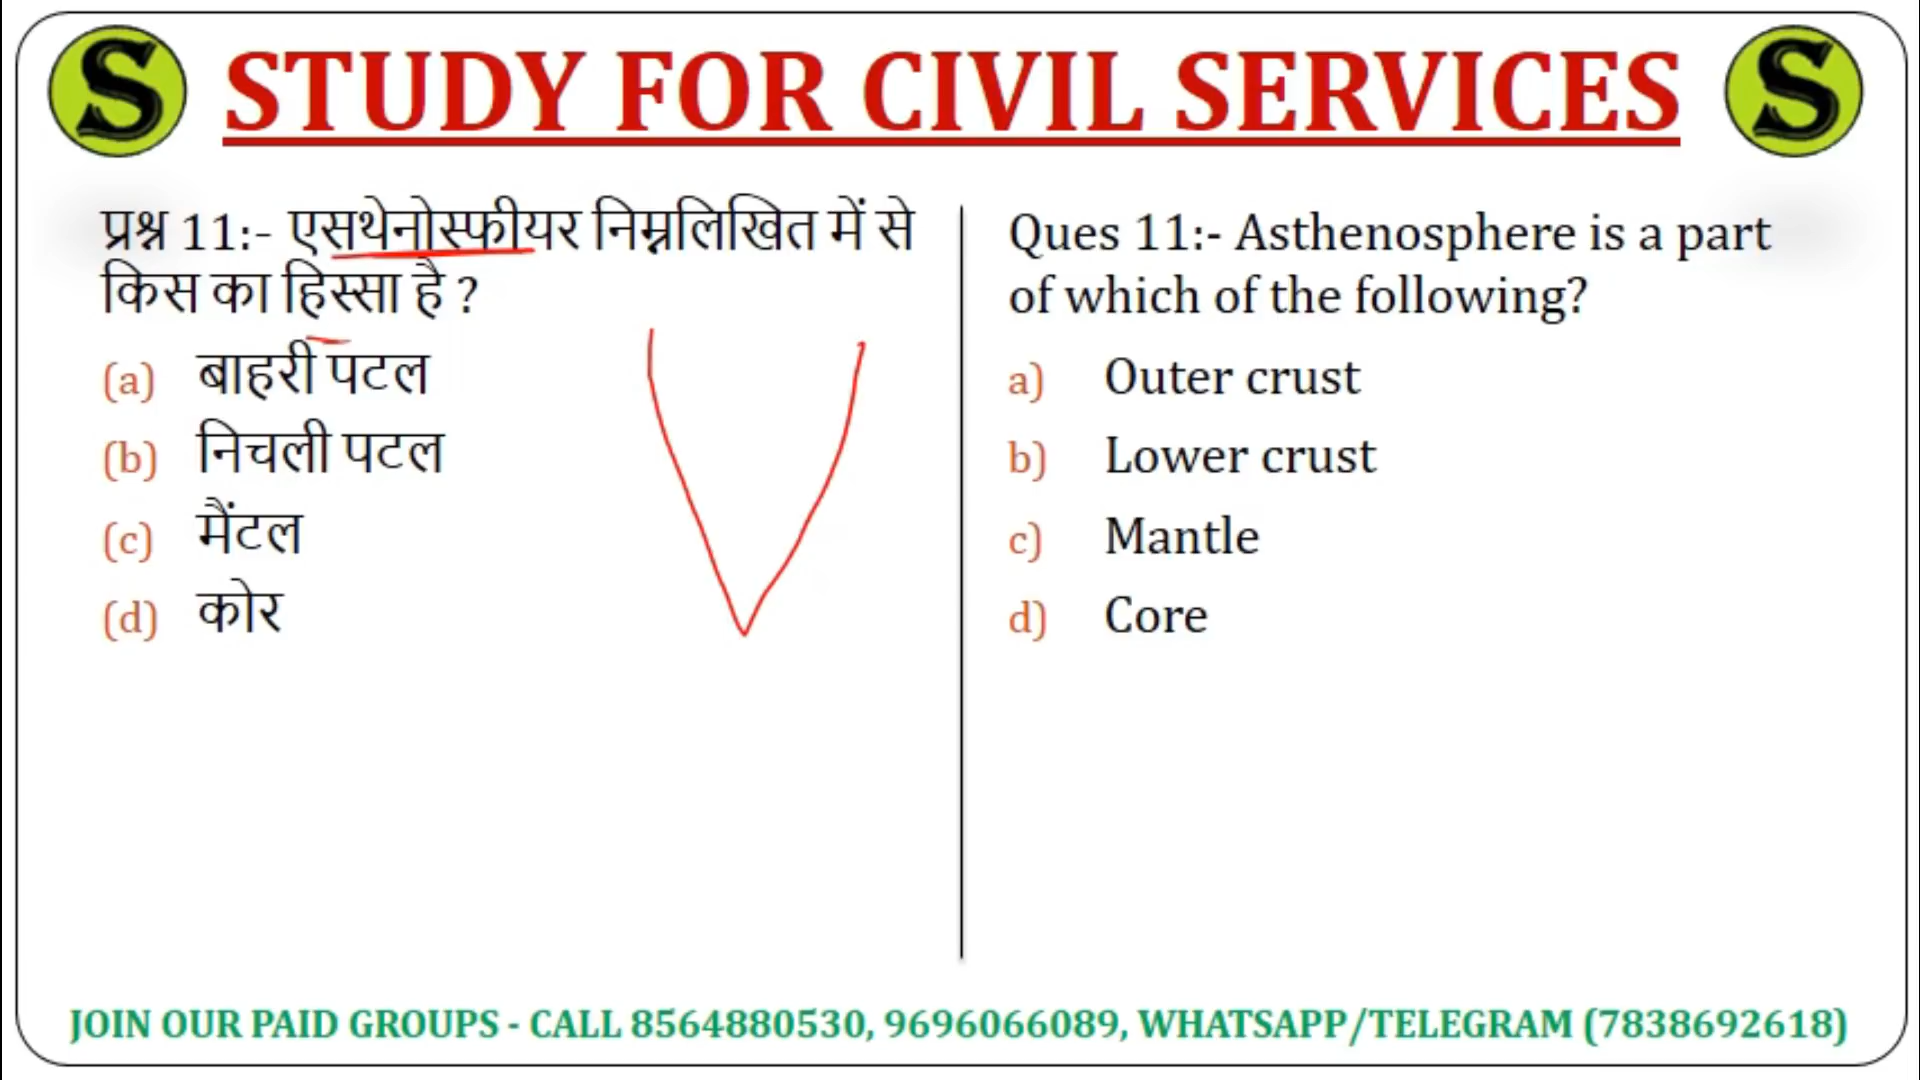 S STUDY FOR CIVIL SERVICES S
प्रश्न 11:- एसथेनोस्फीयर निम्नलिखित में से
किस का हिस्सा है ?
(a) बाहरी पटल
(b) निचली पटल
(c) मैंटल
(d) कोर
Ques 11:- Asthenosphere is a part
of which of the following?
a) Outer crust
b) Lower crust
c) Mantle
d) Core
JOIN OUR PAID GROUPS - CALL 8564880530, 9696066089, WHATSAPP/TELEGRAM (7838692618)